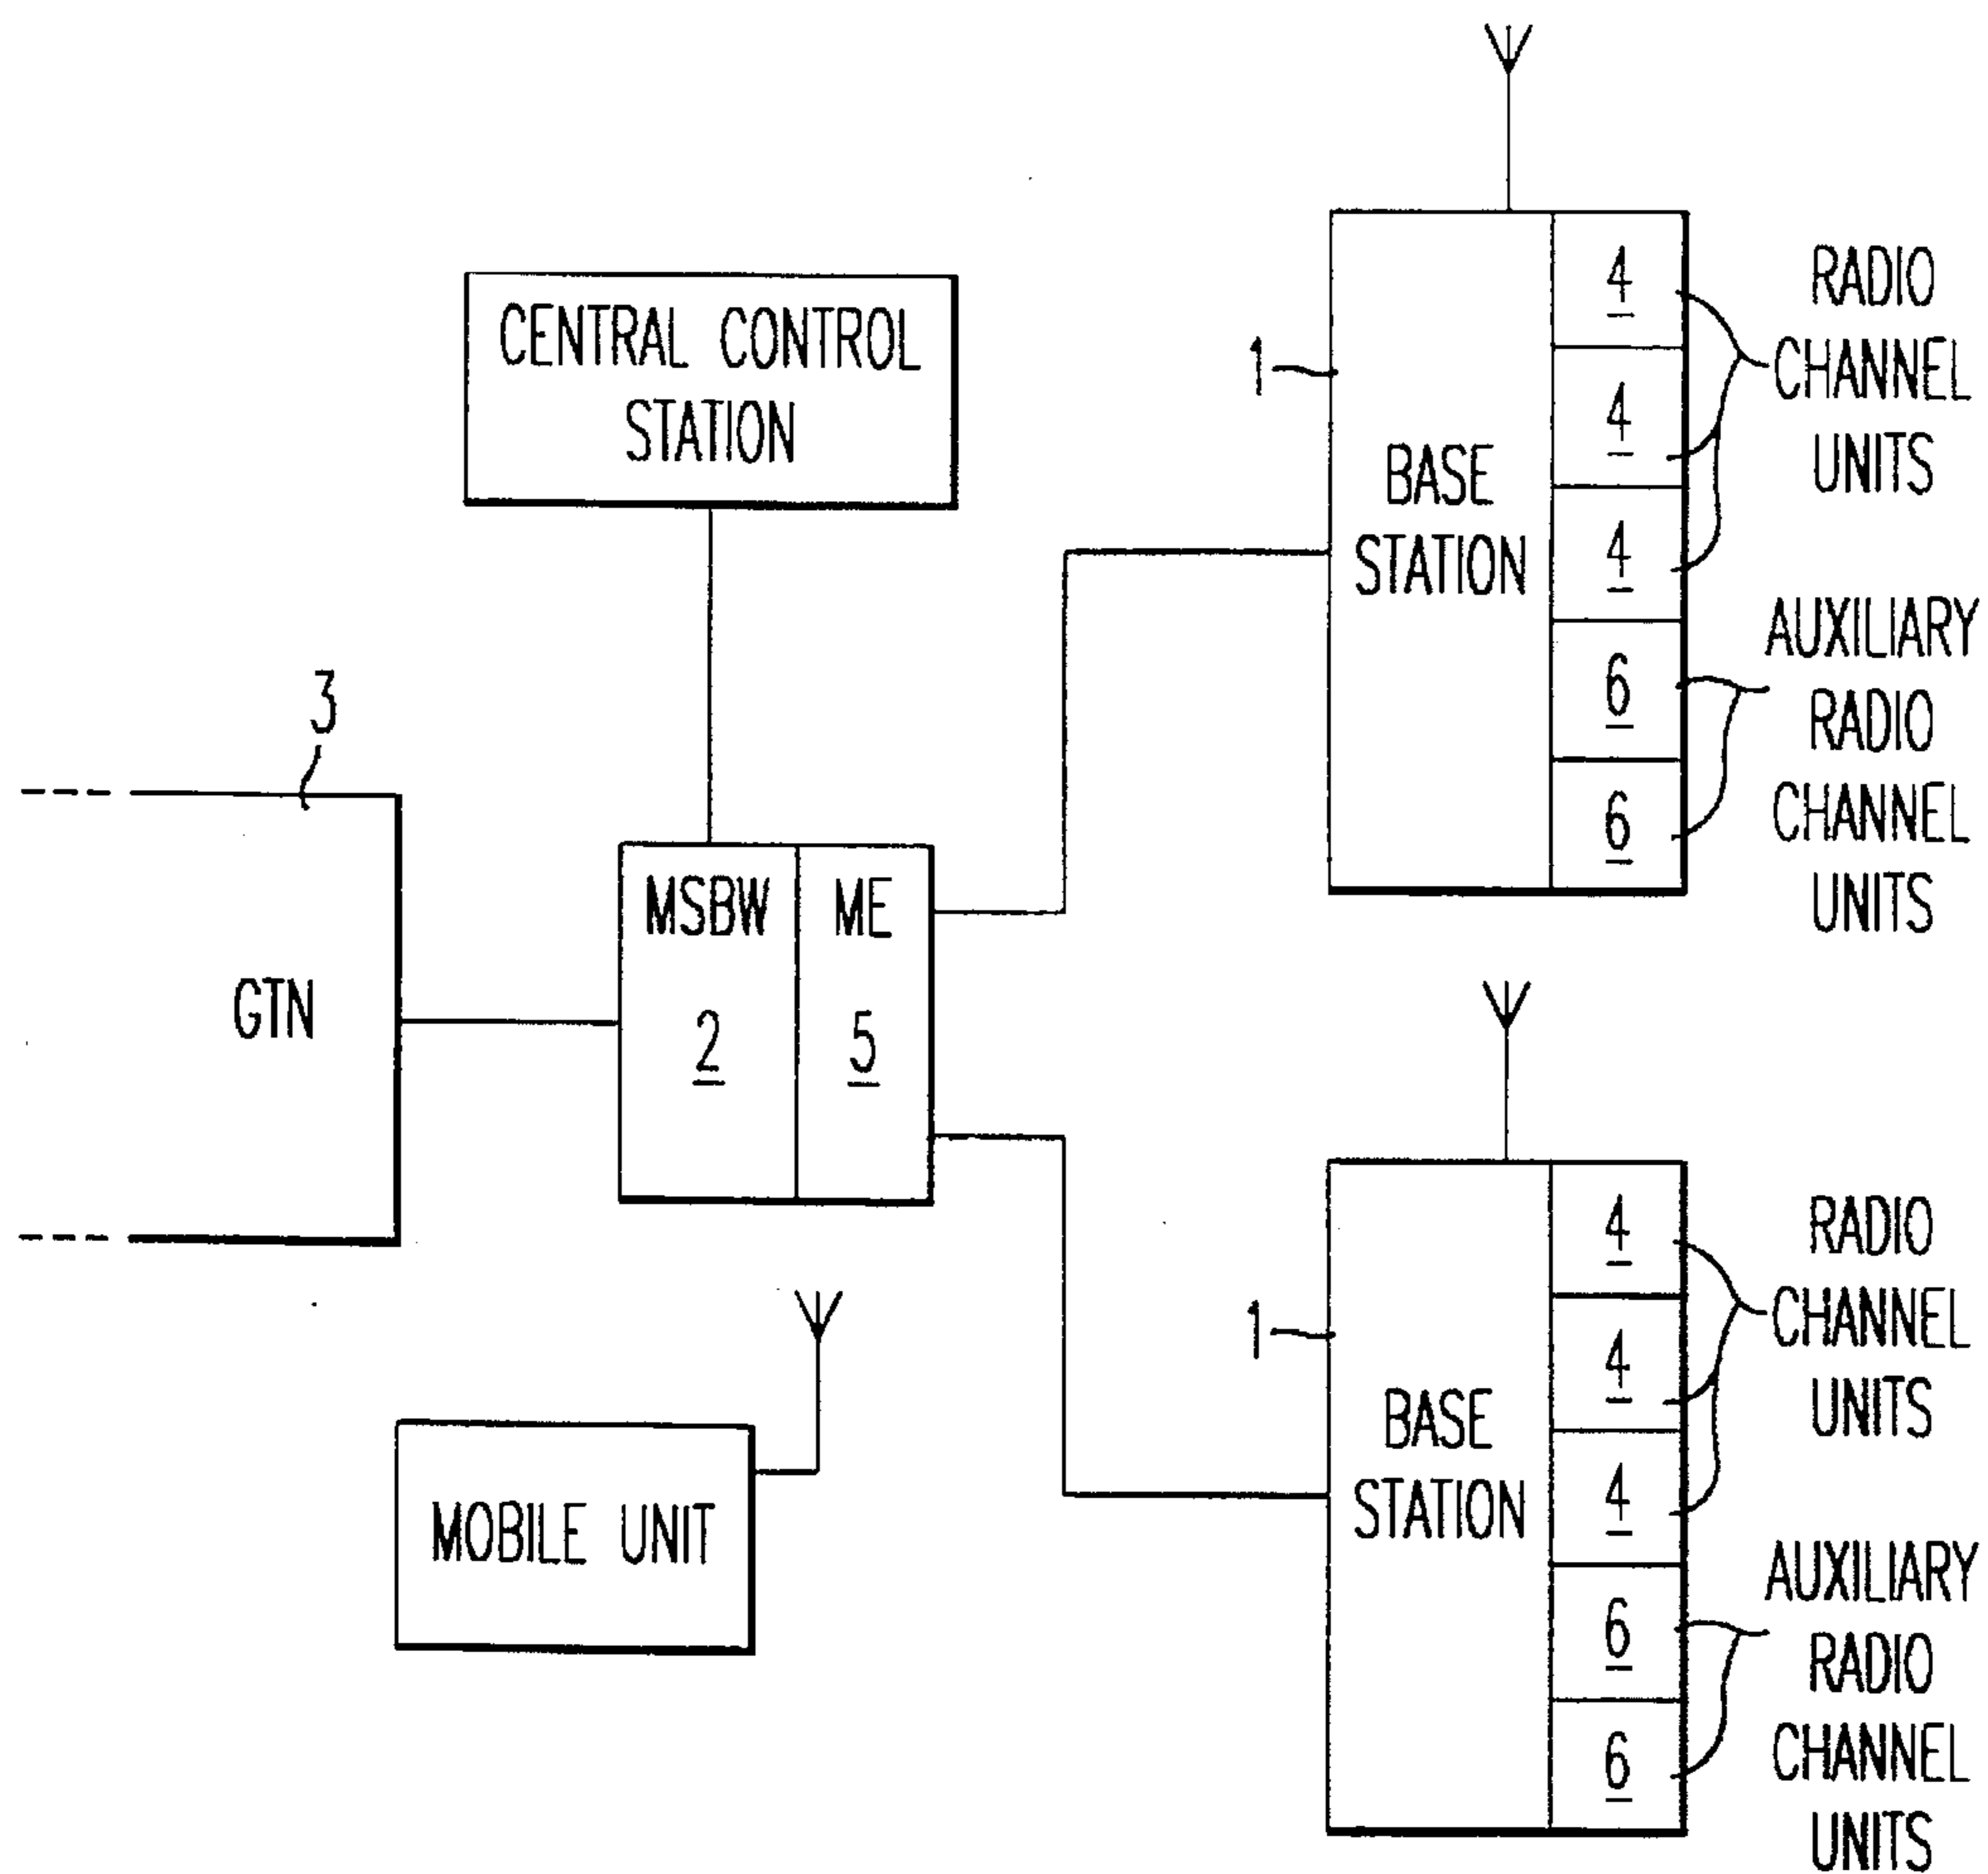 CENTRAL CONTROL
STATION
3
GTN
MSBW
2
ME
5
MOBILE UNIT
1
BASE
STATION
4
4
4
6
6
RADIO
CHANNEL
UNITS
AUXILIARY
RADIO
CHANNEL
UNITS
1
BASE
STATION
4
4
4
6
6
RADIO
CHANNEL
UNITS
AUXILIARY
RADIO
CHANNEL
UNITS